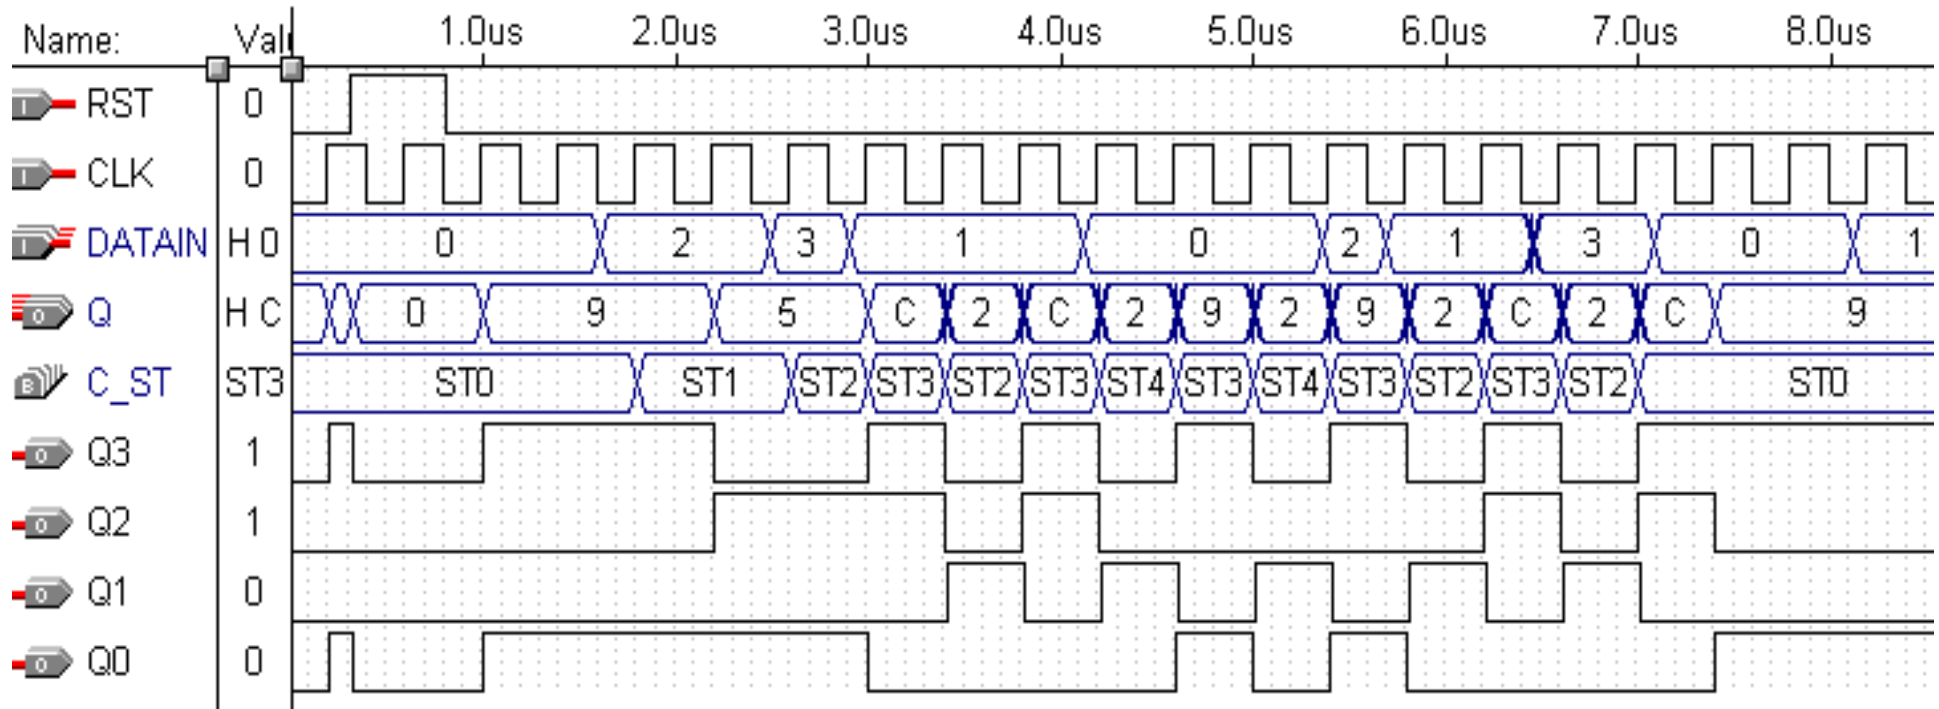 Name: Valu 1.0us 2.0us 3.0us 4.0us 5.0us 6.0us 7.0us 8.0us
I RST 0
I CLK 0
I DATAIN H 0 0 2 3 1 0 2 1 3 0 1
O Q H C 0 9 5 C 2 C 2 9 2 9 2 C 2 C 9
B C_ST ST3 ST0 ST1 ST2 ST3 ST2 ST3 ST4 ST3 ST4 ST3 ST2 ST3 ST2 ST0
O Q3 1
O Q2 1
O Q1 0
O Q0 0